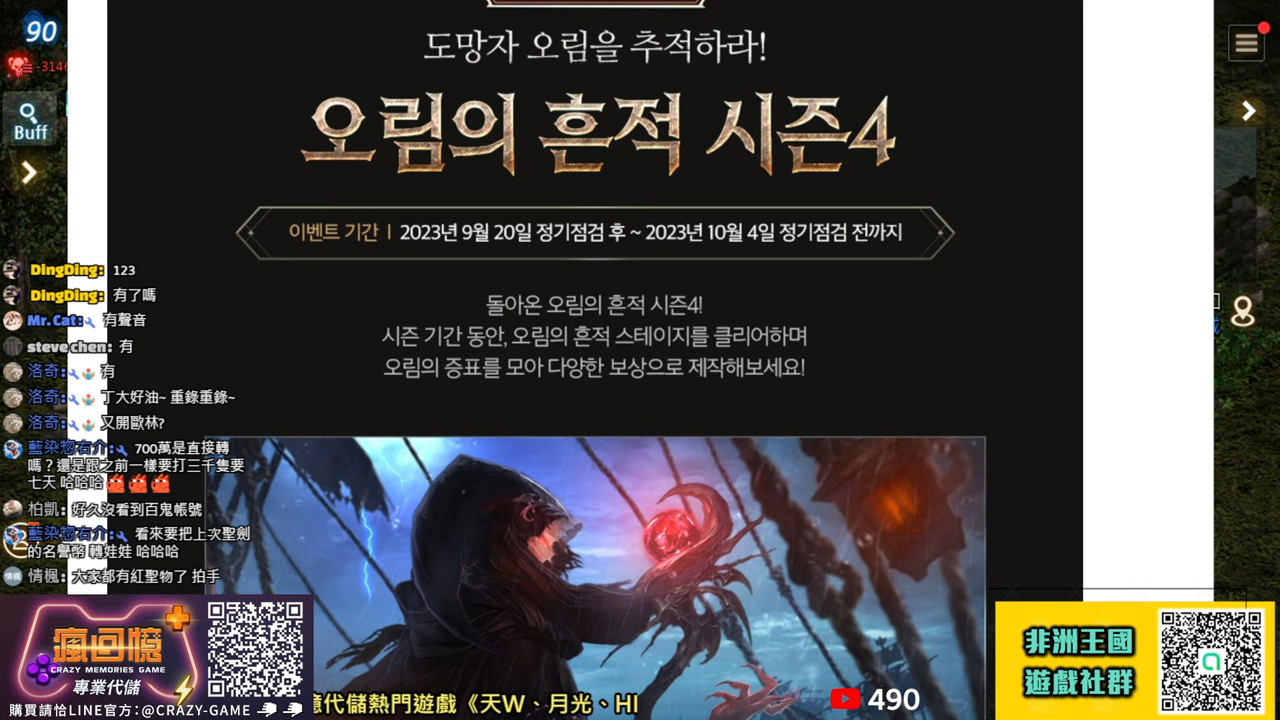 90
-3146
Buff
도망자 오림을 추적하라!
오림의 흔적 시즌4
이벤트 기간 | 2023년 9월 20일 정기점검 후 ~ 2023년 10월 4일 정기점검 전까지
돌아온 오림의 흔적 시즌4!
시즌 기간 동안, 오림의 흔적 스테이지를 클리어하며
오림의 증표를 모아 다양한 보상으로 제작해보세요!
DingDing: 123
DingDing: 有了嗎
Mr. Cat: 有聲音
steve chen: 有
洛奇: 有
洛奇: 丁大好油~ 重錄重錄~
洛奇: 又開歐林?
藍染惣右介: 700萬是直接轉
嗎？還是跟之前一樣要打三千隻要
七天 哈哈哈
柏凱: 好久沒看到百鬼帳號
藍染惣右介: 看來要把上次聖劍
的名譽幣 轉娃娃 哈哈哈
情楓: 大家都有紅聖物了 拍手
瘋回憶
CRAZY MEMORIES GAME
專業代儲
購買請恰LINE官方:@CRAZY-GAME
憶代儲熱門遊戲《天W、月光、HI
490
非洲王國
遊戲社群